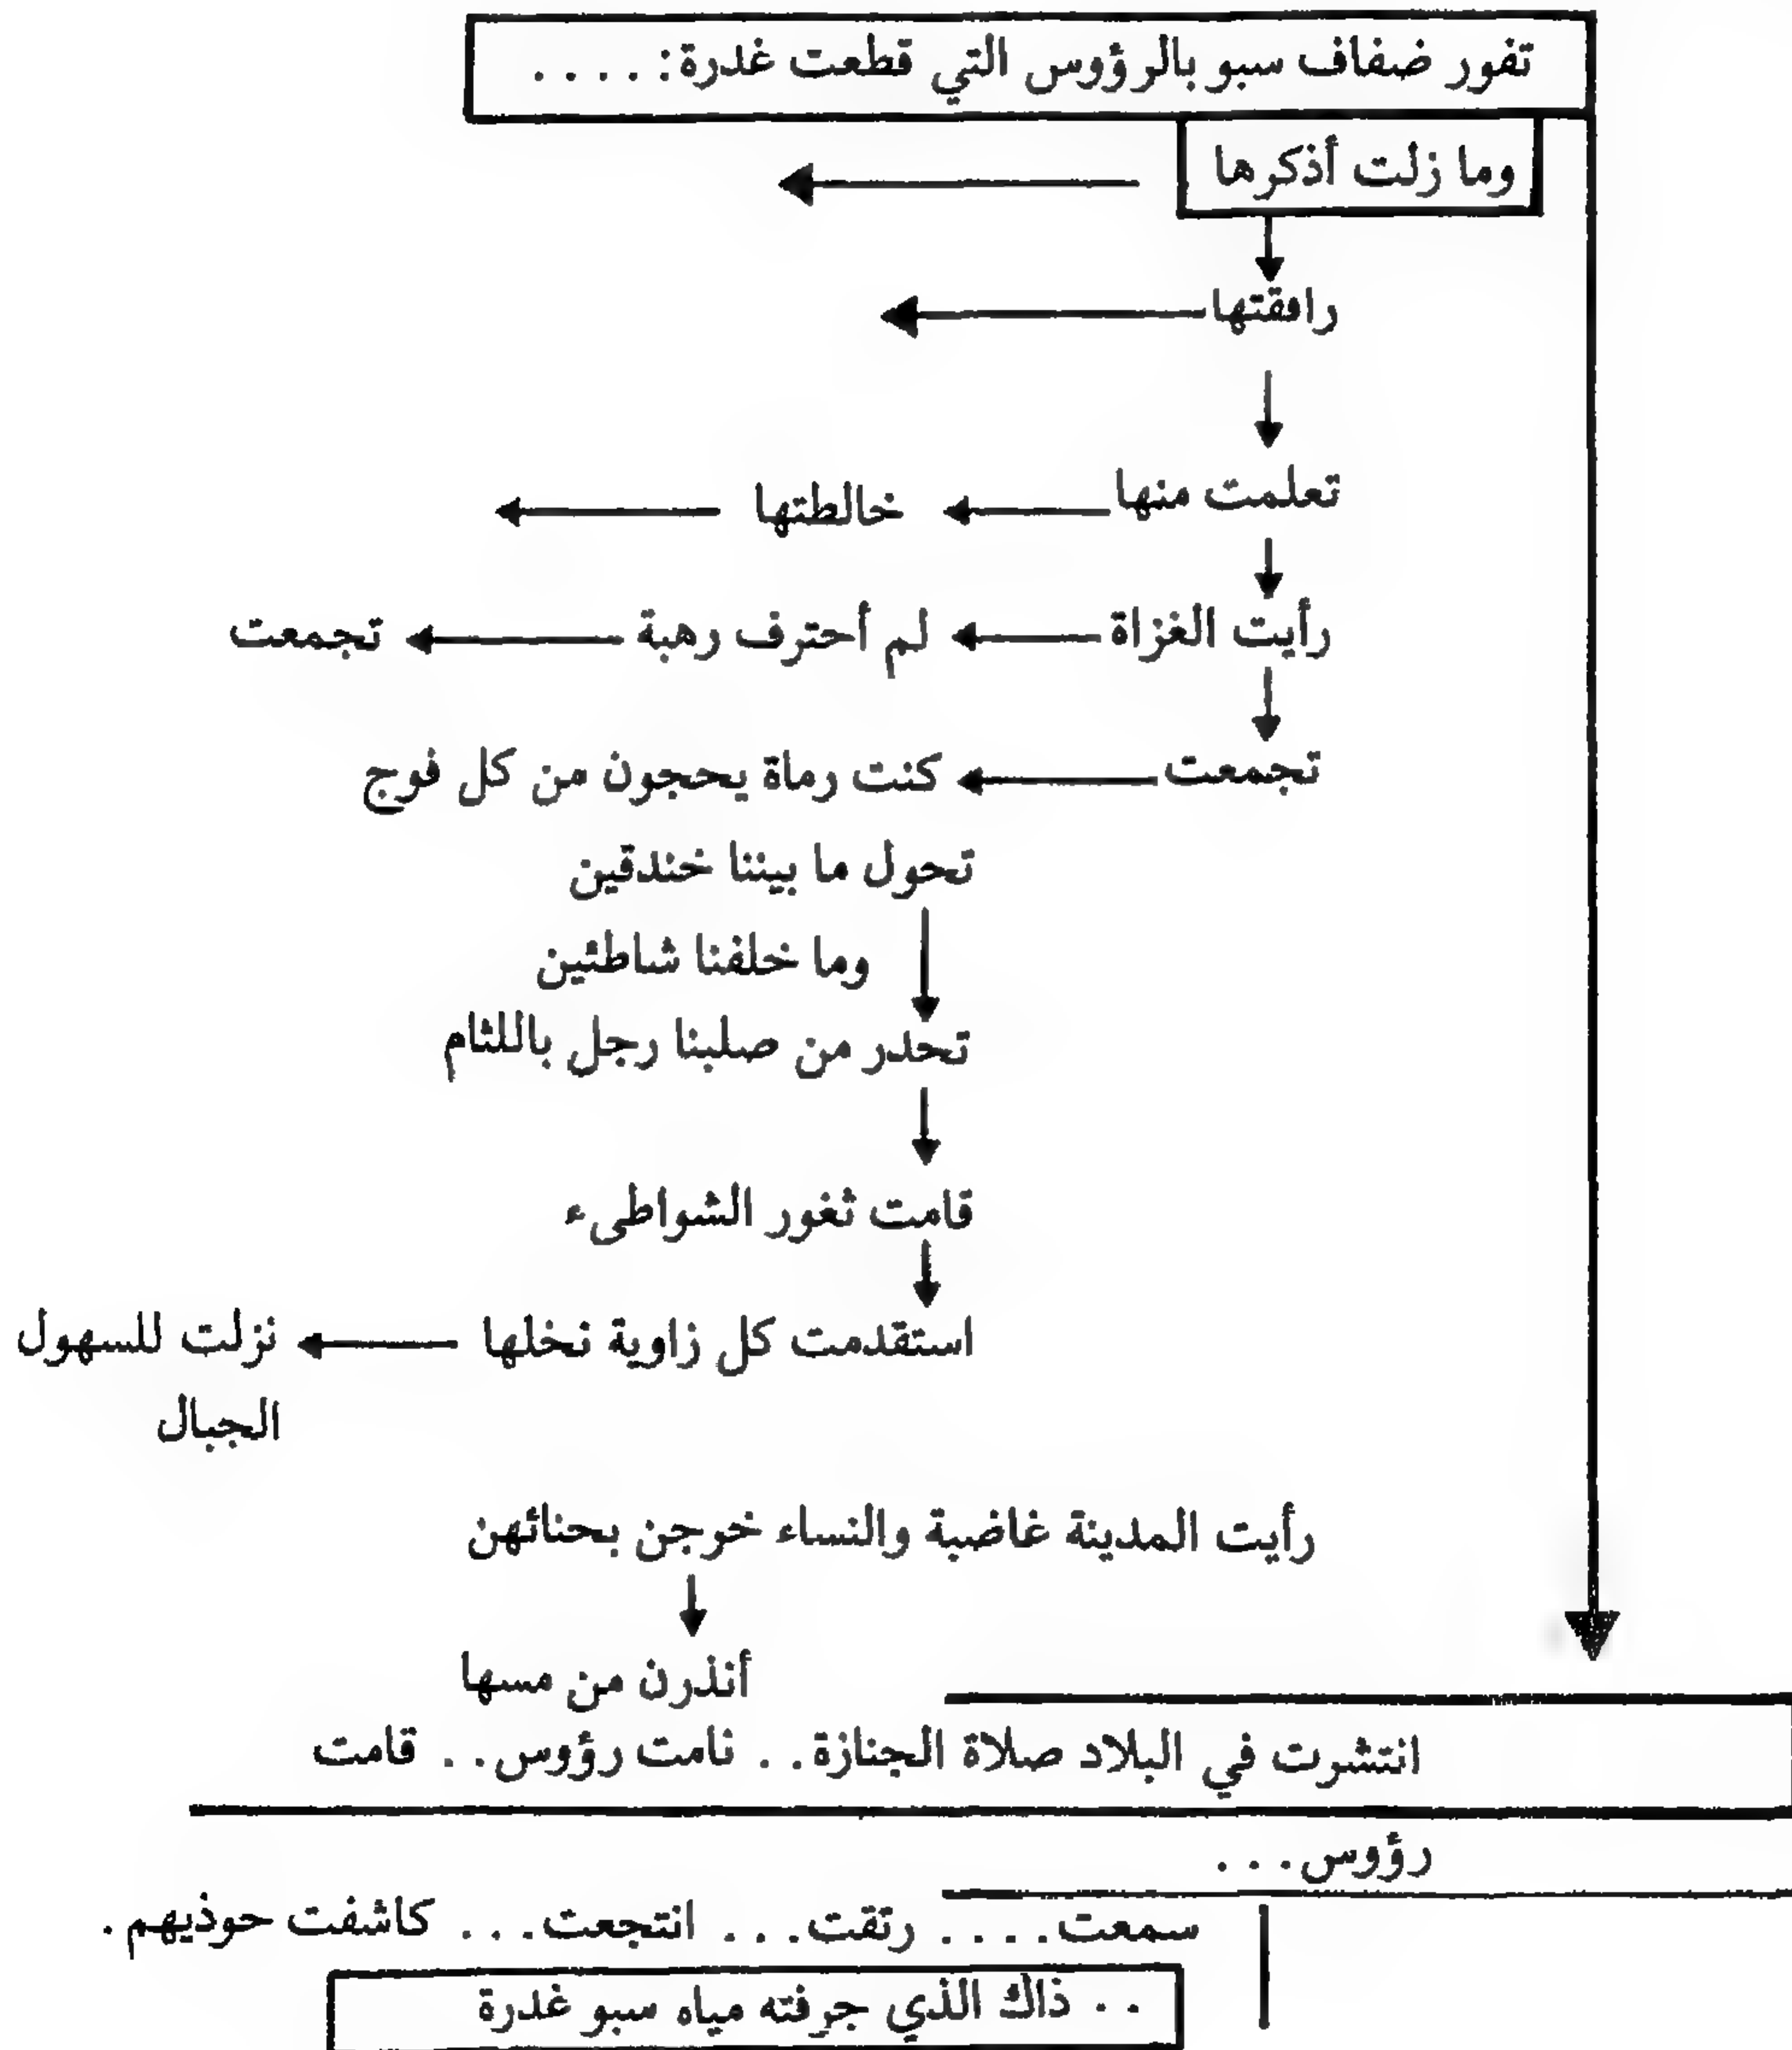 تفور ضفاف سبو بالرؤوس التي قطعت غدرة: . . . .
وما زلت أذكرها
رافقتها
تعلمت منها خالطتها
رأيت الغزاة لم أحترف رهبة تجمعت
تجمعت كنت رماة يحجون من كل فوج
تحول ما بيننا خندقين
وما خلفنا شاطئين
تحدر من صلبنا رجل باللثام
قامت ثغور الشواطىء
استقدمت كل زاوية نخلها نزلت للسهول
الجبال
رأيت المدينة غاضبة والنساء خرجن بحنائهن
أنذرن من مسها
انتشرت في البلاد صلاة الجنازة. . نامت رؤوس. . قامت
رؤوس. . .
سمعت. . . . رتقت. . . انتجعت. . . كاشفت حوذيهم.
. . ذاك الذي جرفته مياه سبو غدرة